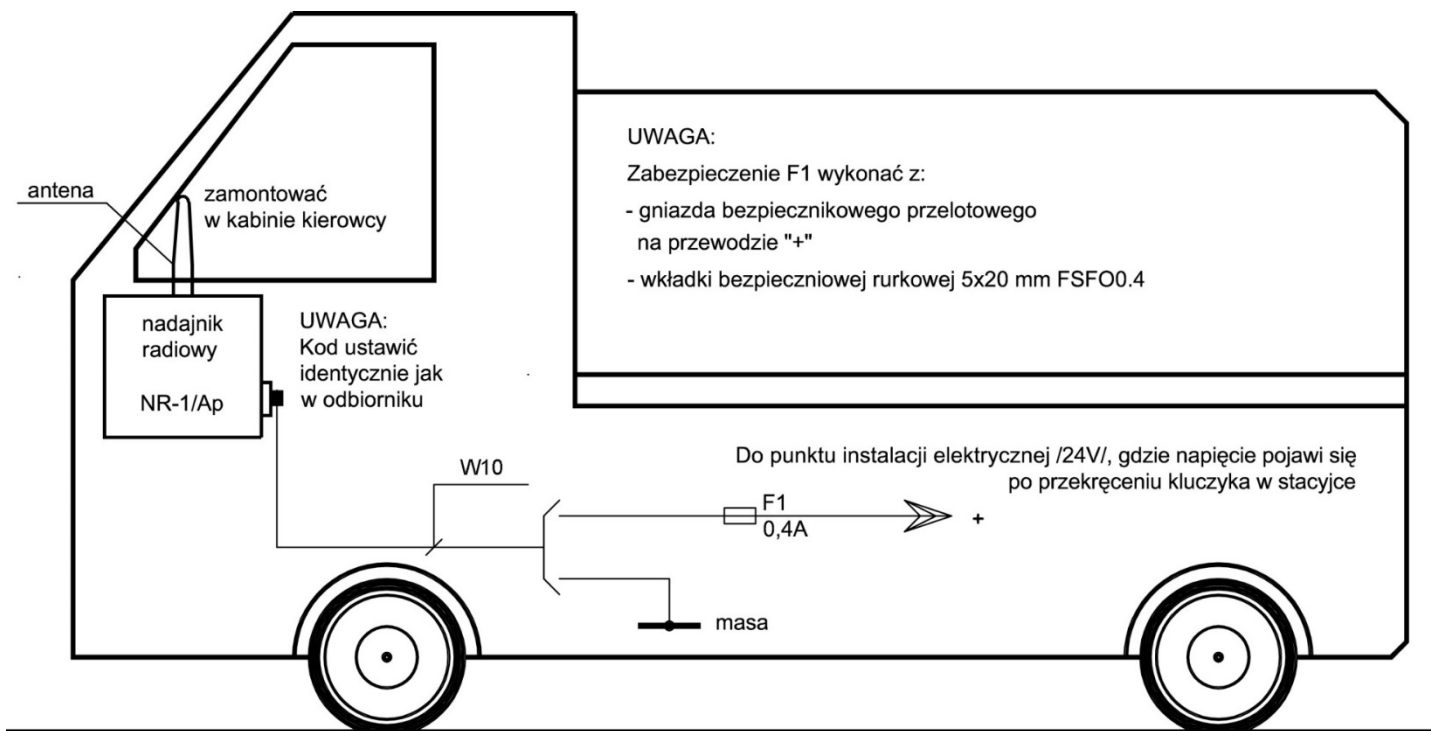 antena
zamontować
w kabinie kierowcy
nadajnik
radiowy
NR-1/Ap
UWAGA:
Kod ustawić
identycznie jak
w odbiorniku
UWAGA:
Zabezpieczenie F1 wykonać z:
- gniazda bezpiecznikowego przelotowego
na przewodzie "+"
- wkładki bezpieczniowej rurkowej 5x20 mm FSFO0.4
Do punktu instalacji elektrycznej /24V/, gdzie napięcie pojawi się
po przekręceniu kluczyka w stacyjce
W10
F1
0,4A
+
masa